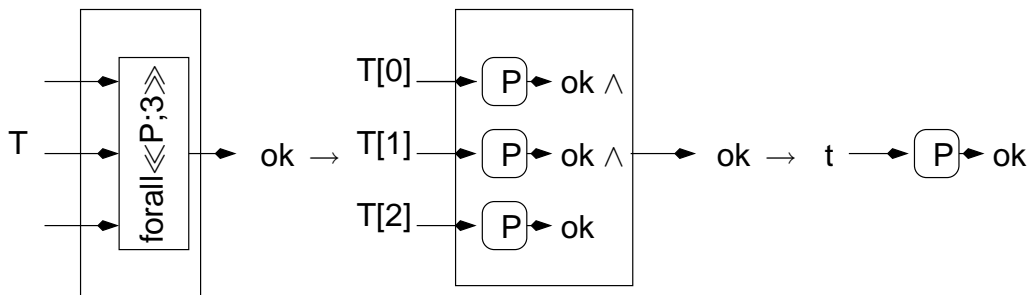 T
forall≪P;3≫
ok →
T[0] P ok ∧
T[1] P ok ∧
T[2] P ok
ok →
t P ok